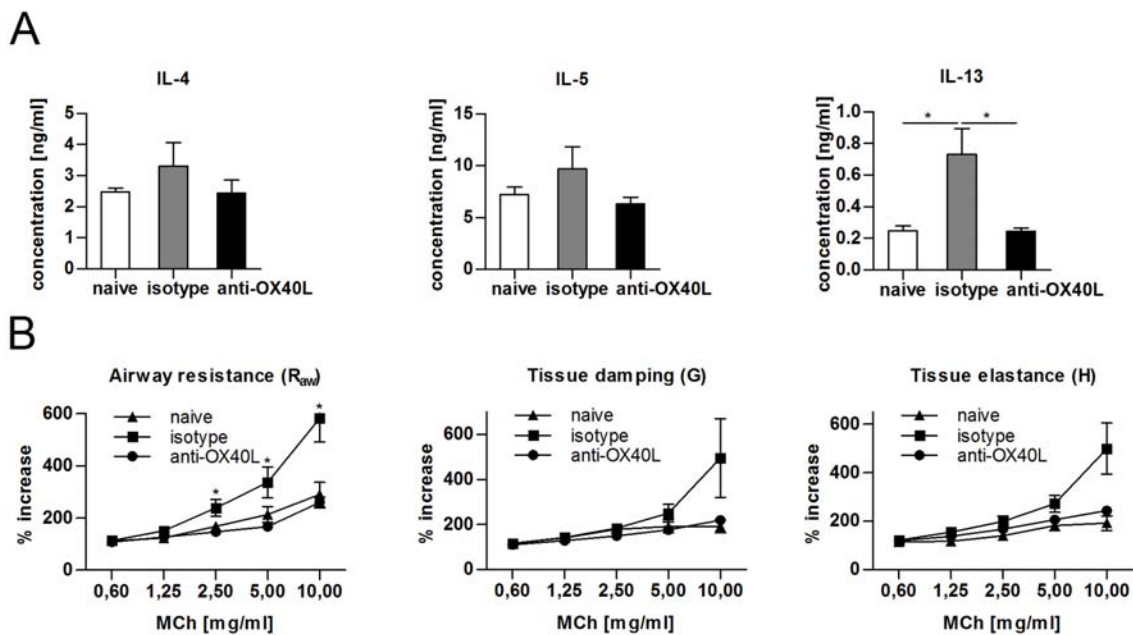 A
IL-4
concentration [ng/ml]
5
4
3
2
1
0
naive isotype anti-OX40L
IL-5
concentration [ng/ml]
15
10
5
0
naive isotype anti-OX40L
IL-13
concentration [ng/ml]
1.0
0.8
0.6
0.4
0.2
0.0
* *
naive isotype anti-OX40L
B
Airway resistance (Raw)
% increase
600
400
200
0
naive
isotype
anti-OX40L
* * *
0,60 1,25 2,50 5,00 10,00
MCh [mg/ml]
Tissue damping (G)
% increase
600
400
200
0
naive
isotype
anti-OX40L
0,60 1,25 2,50 5,00 10,00
MCh [mg/ml]
Tissue elastance (H)
% increase
600
400
200
0
naive
isotype
anti-OX40L
0,60 1,25 2,50 5,00 10,00
MCh [mg/ml]